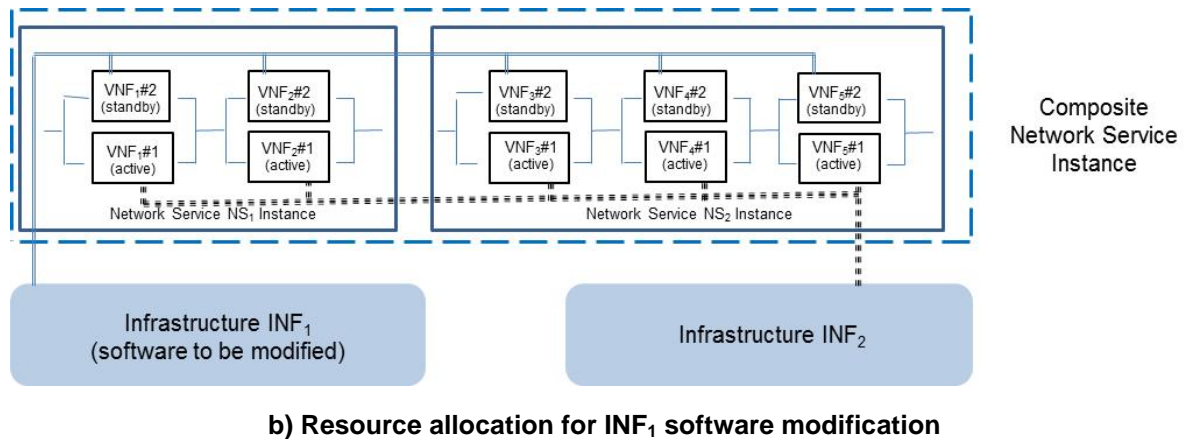 VNF₁#2
(standby)
VNF₂#2
(standby)
VNF₃#2
(standby)
VNF₄#2
(standby)
VNF₅#2
(standby)
VNF₁#1
(active)
VNF₂#1
(active)
VNF₃#1
(active)
VNF₄#1
(active)
VNF₅#1
(active)
Network Service NS₁ Instance
Network Service NS₂ Instance
Composite
Network Service
Instance
Infrastructure INF₁
(software to be modified)
Infrastructure INF₂
b) Resource allocation for INF₁ software modification